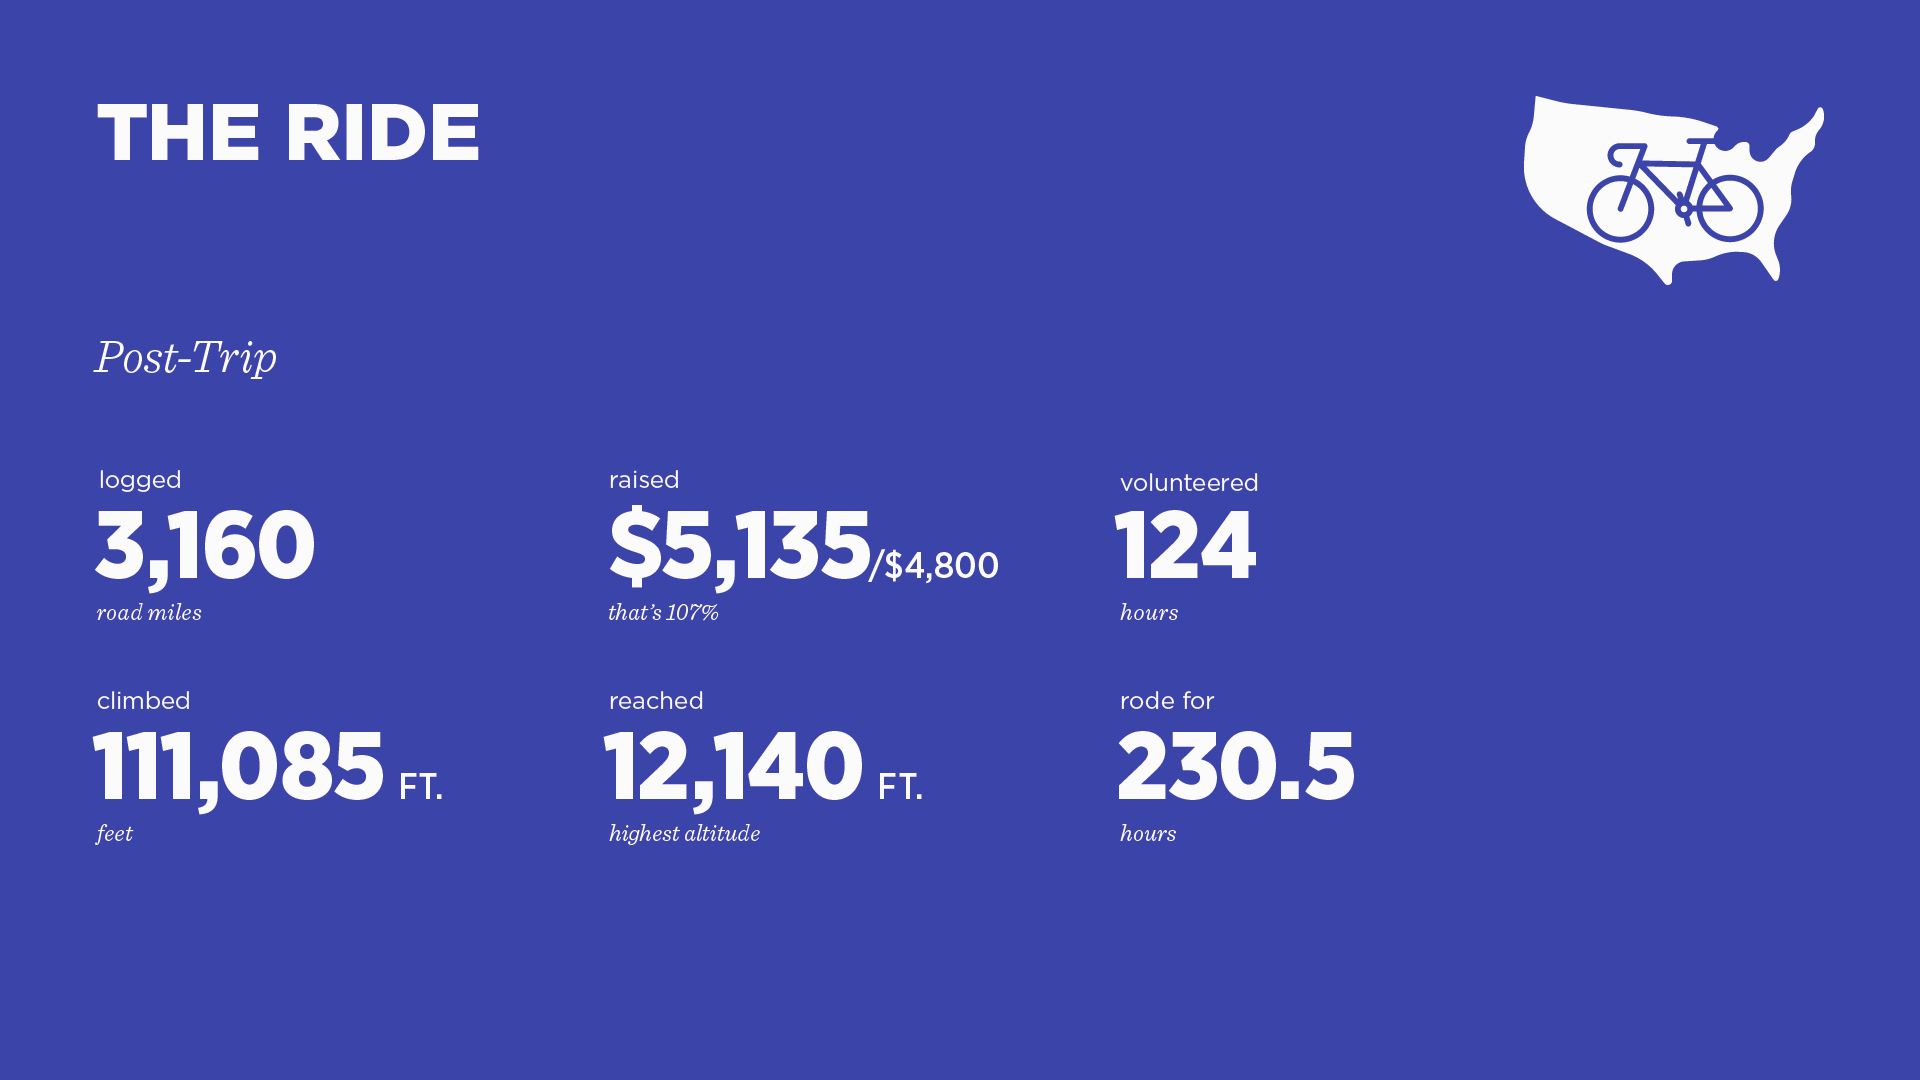 THE RIDE
Post-Trip
logged
3,160
road miles
raised
$5,135/$4,800
that's 107%
volunteered
124
hours
climbed
111,085 FT.
feet
reached
12,140 FT.
highest altitude
rode for
230.5
hours